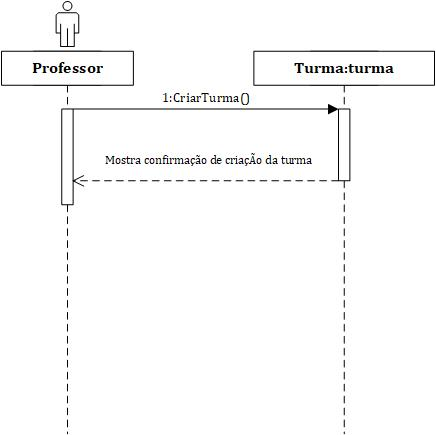 Professor
Turma:turma
1:CriarTurma()
Mostra confirmação de criaçÃo da turma